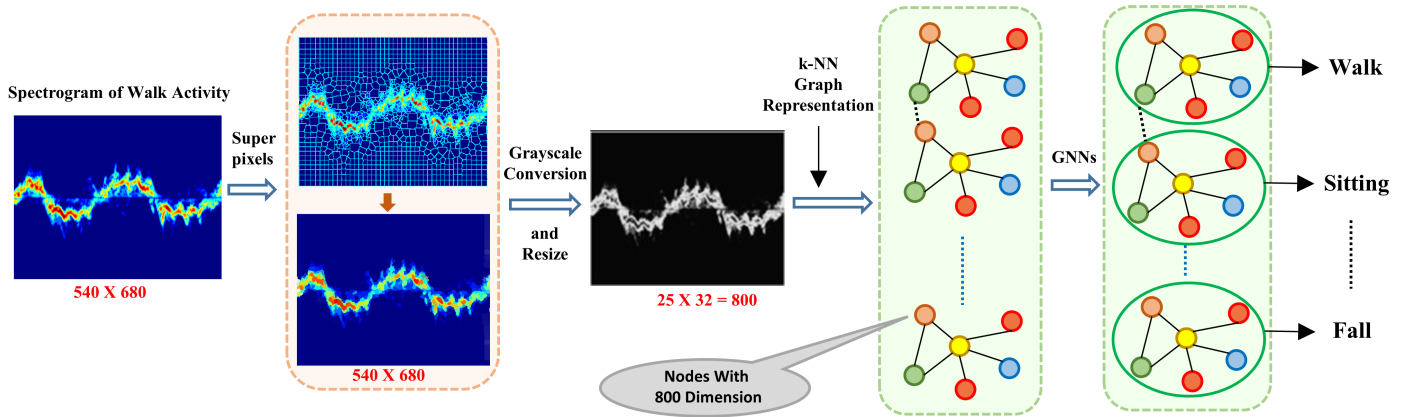 Spectrogram of Walk Activity
540 X 680
Super
pixels
540 X 680
Grayscale
Conversion
and
Resize
25 X 32 = 800
k-NN
Graph
Representation
Nodes With
800 Dimension
GNNs
Walk
Sitting
Fall